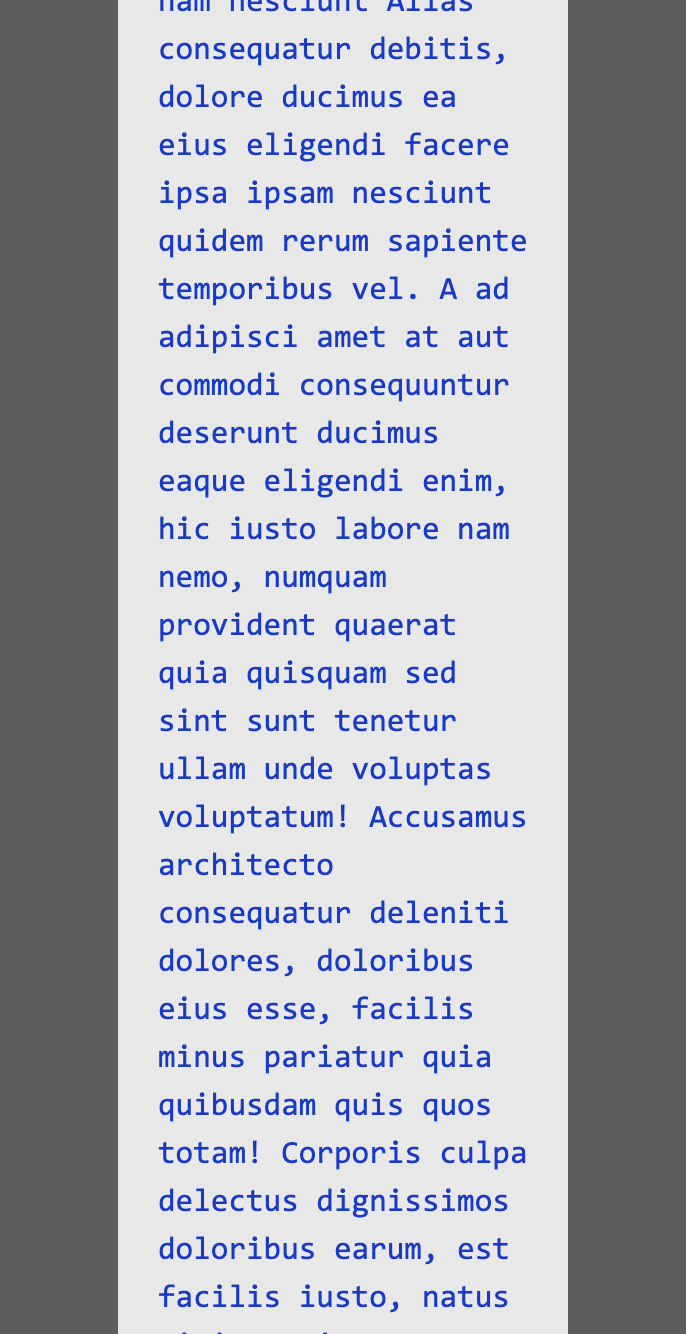 nam nesciunt Alias
consequatur debitis,
dolore ducimus ea
eius eligendi facere
ipsa ipsam nesciunt
quidem rerum sapiente
temporibus vel. A ad
adipisci amet at aut
commodi consequuntur
deserunt ducimus
eaque eligendi enim,
hic iusto labore nam
nemo, numquam
provident quaerat
quia quisquam sed
sint sunt tenetur
ullam unde voluptas
voluptatum! Accusamus
architecto
consequatur deleniti
dolores, doloribus
eius esse, facilis
minus pariatur quia
quibusdam quis quos
totam! Corporis culpa
delectus dignissimos
doloribus earum, est
facilis iusto, natus